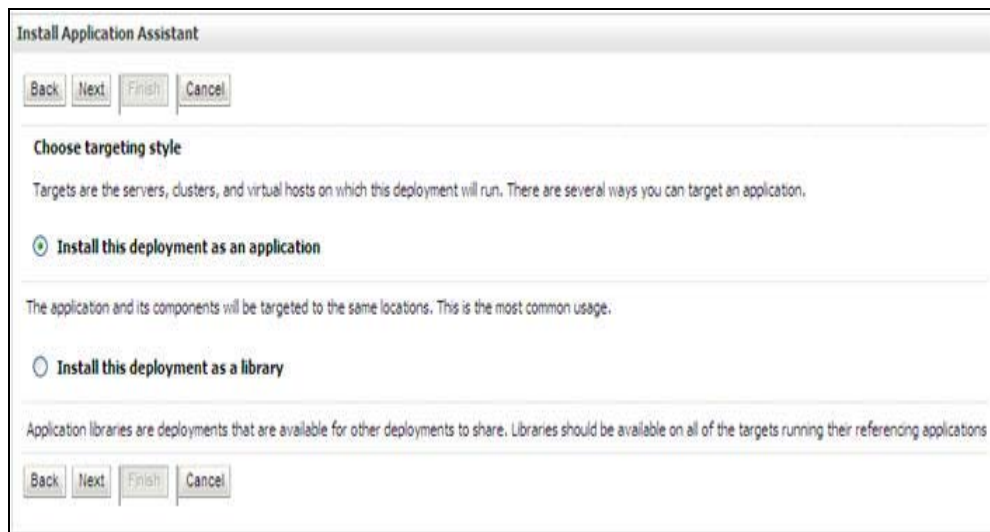 Install Application Assistant
Back Next Finish Cancel
Choose targeting style
Targets are the servers, clusters, and virtual hosts on which this deployment will run. There are several ways you can target an application.
Install this deployment as an application
The application and its components will be targeted to the same locations. This is the most common usage.
Install this deployment as a library
Application libraries are deployments that are available for other deployments to share. Libraries should be available on all of the targets running their referencing applications
Back Next Finish Cancel